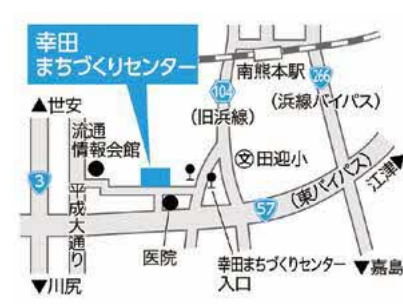 幸田
まちづくりセンター
南熊本駅
266
104
(浜線バイパス)
(旧浜線)
▲世安
流通
情報会館
文 田迎小
江津▶
3
平成大通り
(東バイパス)
57
医院
幸田まちづくりセンター
入口
▼嘉島
▼川尻